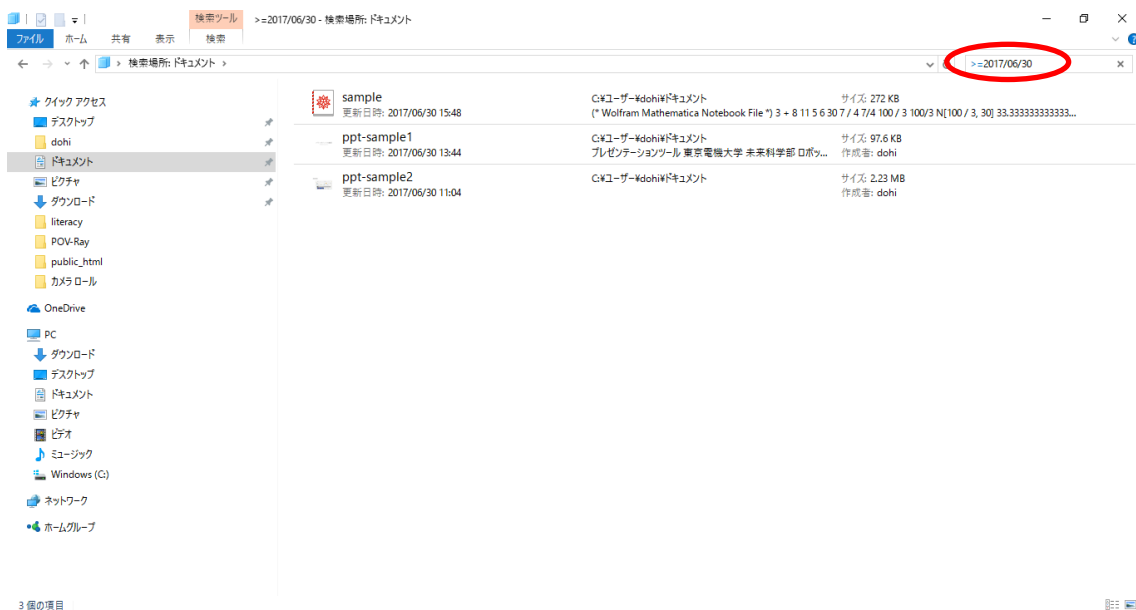 検索ツール >=2017/06/30 - 検索場所: ドキュメント
ファイル ホーム 共有 表示 検索
検索場所: ドキュメント >=2017/06/30
クイック アクセス
デスクトップ
dohi
ドキュメント
ピクチャ
ダウンロード
literacy
POV-Ray
public_html
カメラ ロール
OneDrive
PC
ダウンロード
デスクトップ
ドキュメント
ピクチャ
ビデオ
ミュージック
Windows (C:)
ネットワーク
ホームグループ
sample C:¥ユーザー¥dohi¥ドキュメント サイズ: 272 KB
更新日時: 2017/06/30 15:48 (* Wolfram Mathematica Notebook File *) 3 + 8 11 5 6 30 7 / 4 7/4 100 / 3 100/3 N[100 / 3, 30] 33.333333333333...
ppt-sample1 C:¥ユーザー¥dohi¥ドキュメント サイズ: 97.6 KB
更新日時: 2017/06/30 13:44 プレゼンテーションツール 東京電機大学 未来科学部 ロボッ... 作成者: dohi
ppt-sample2 C:¥ユーザー¥dohi¥ドキュメント サイズ: 2.23 MB
更新日時: 2017/06/30 11:04 作成者: dohi
3 個の項目